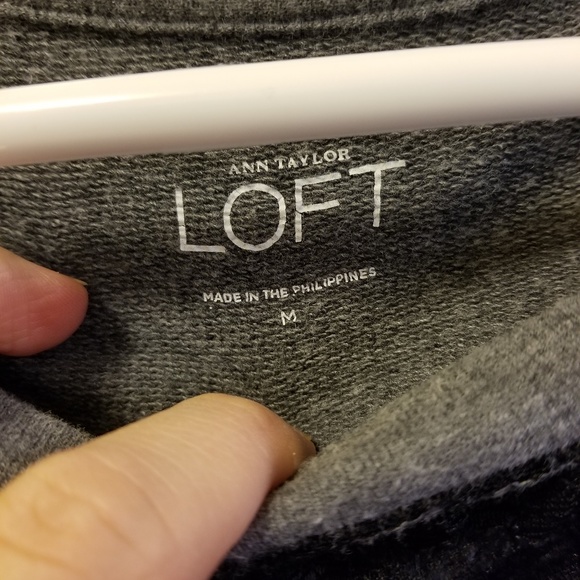 ANN TAYLOR
LOFT
MADE IN THE PHILIPPINES
M